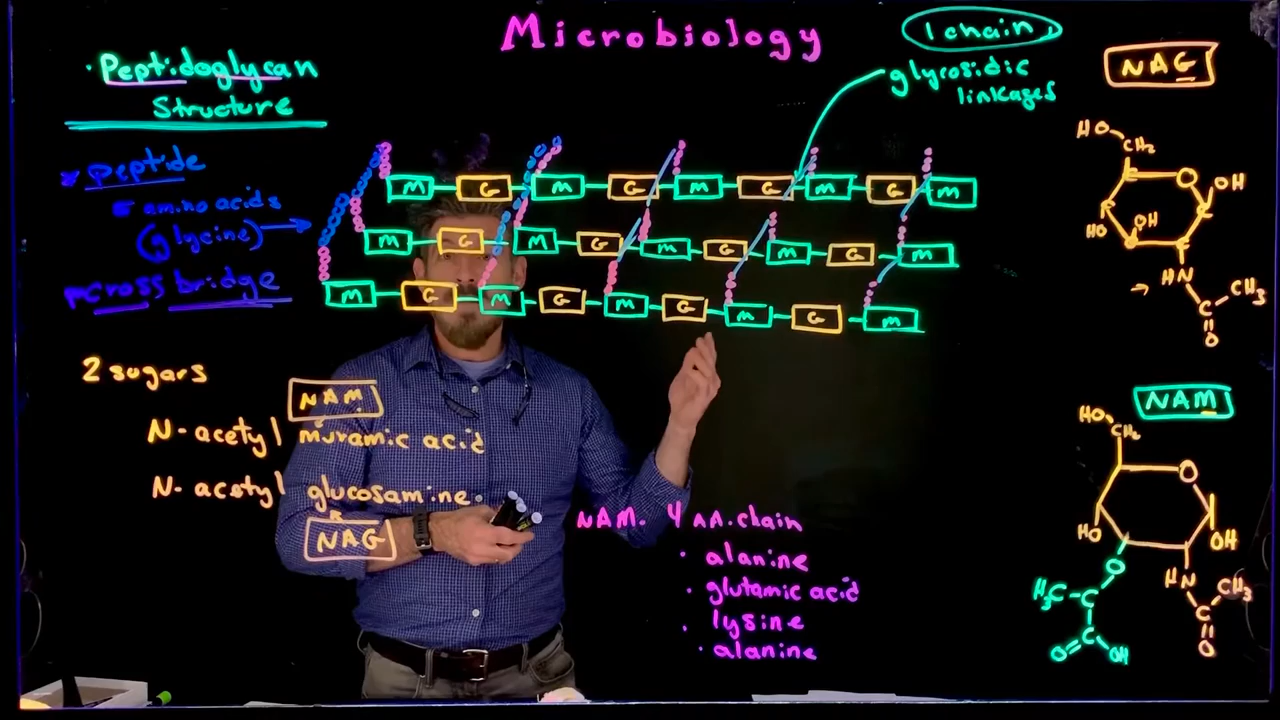 Microbiology
1 chain
glycosidic
linkages
· Peptidoglycan
Structure
peptide
5 amino acids
(glycine)
cross bridge
M G M G M G M G M
M G M G M G M G M
M G M G M G M G M
2 sugars
NAM
N-acetyl muramic acid
N-acetyl glucosamine
NAG
NAM. 4 AA.chain
· alanine
· glutamic acid
· lysine
· alanine
NAG
HO
CH₂
O
OH
OH
HO
HN
CH₃
C
O
NAM
HO
CH₂
O
HO
OH
O
HN
CH₃
H₃C
C
C
C
O
OH
O